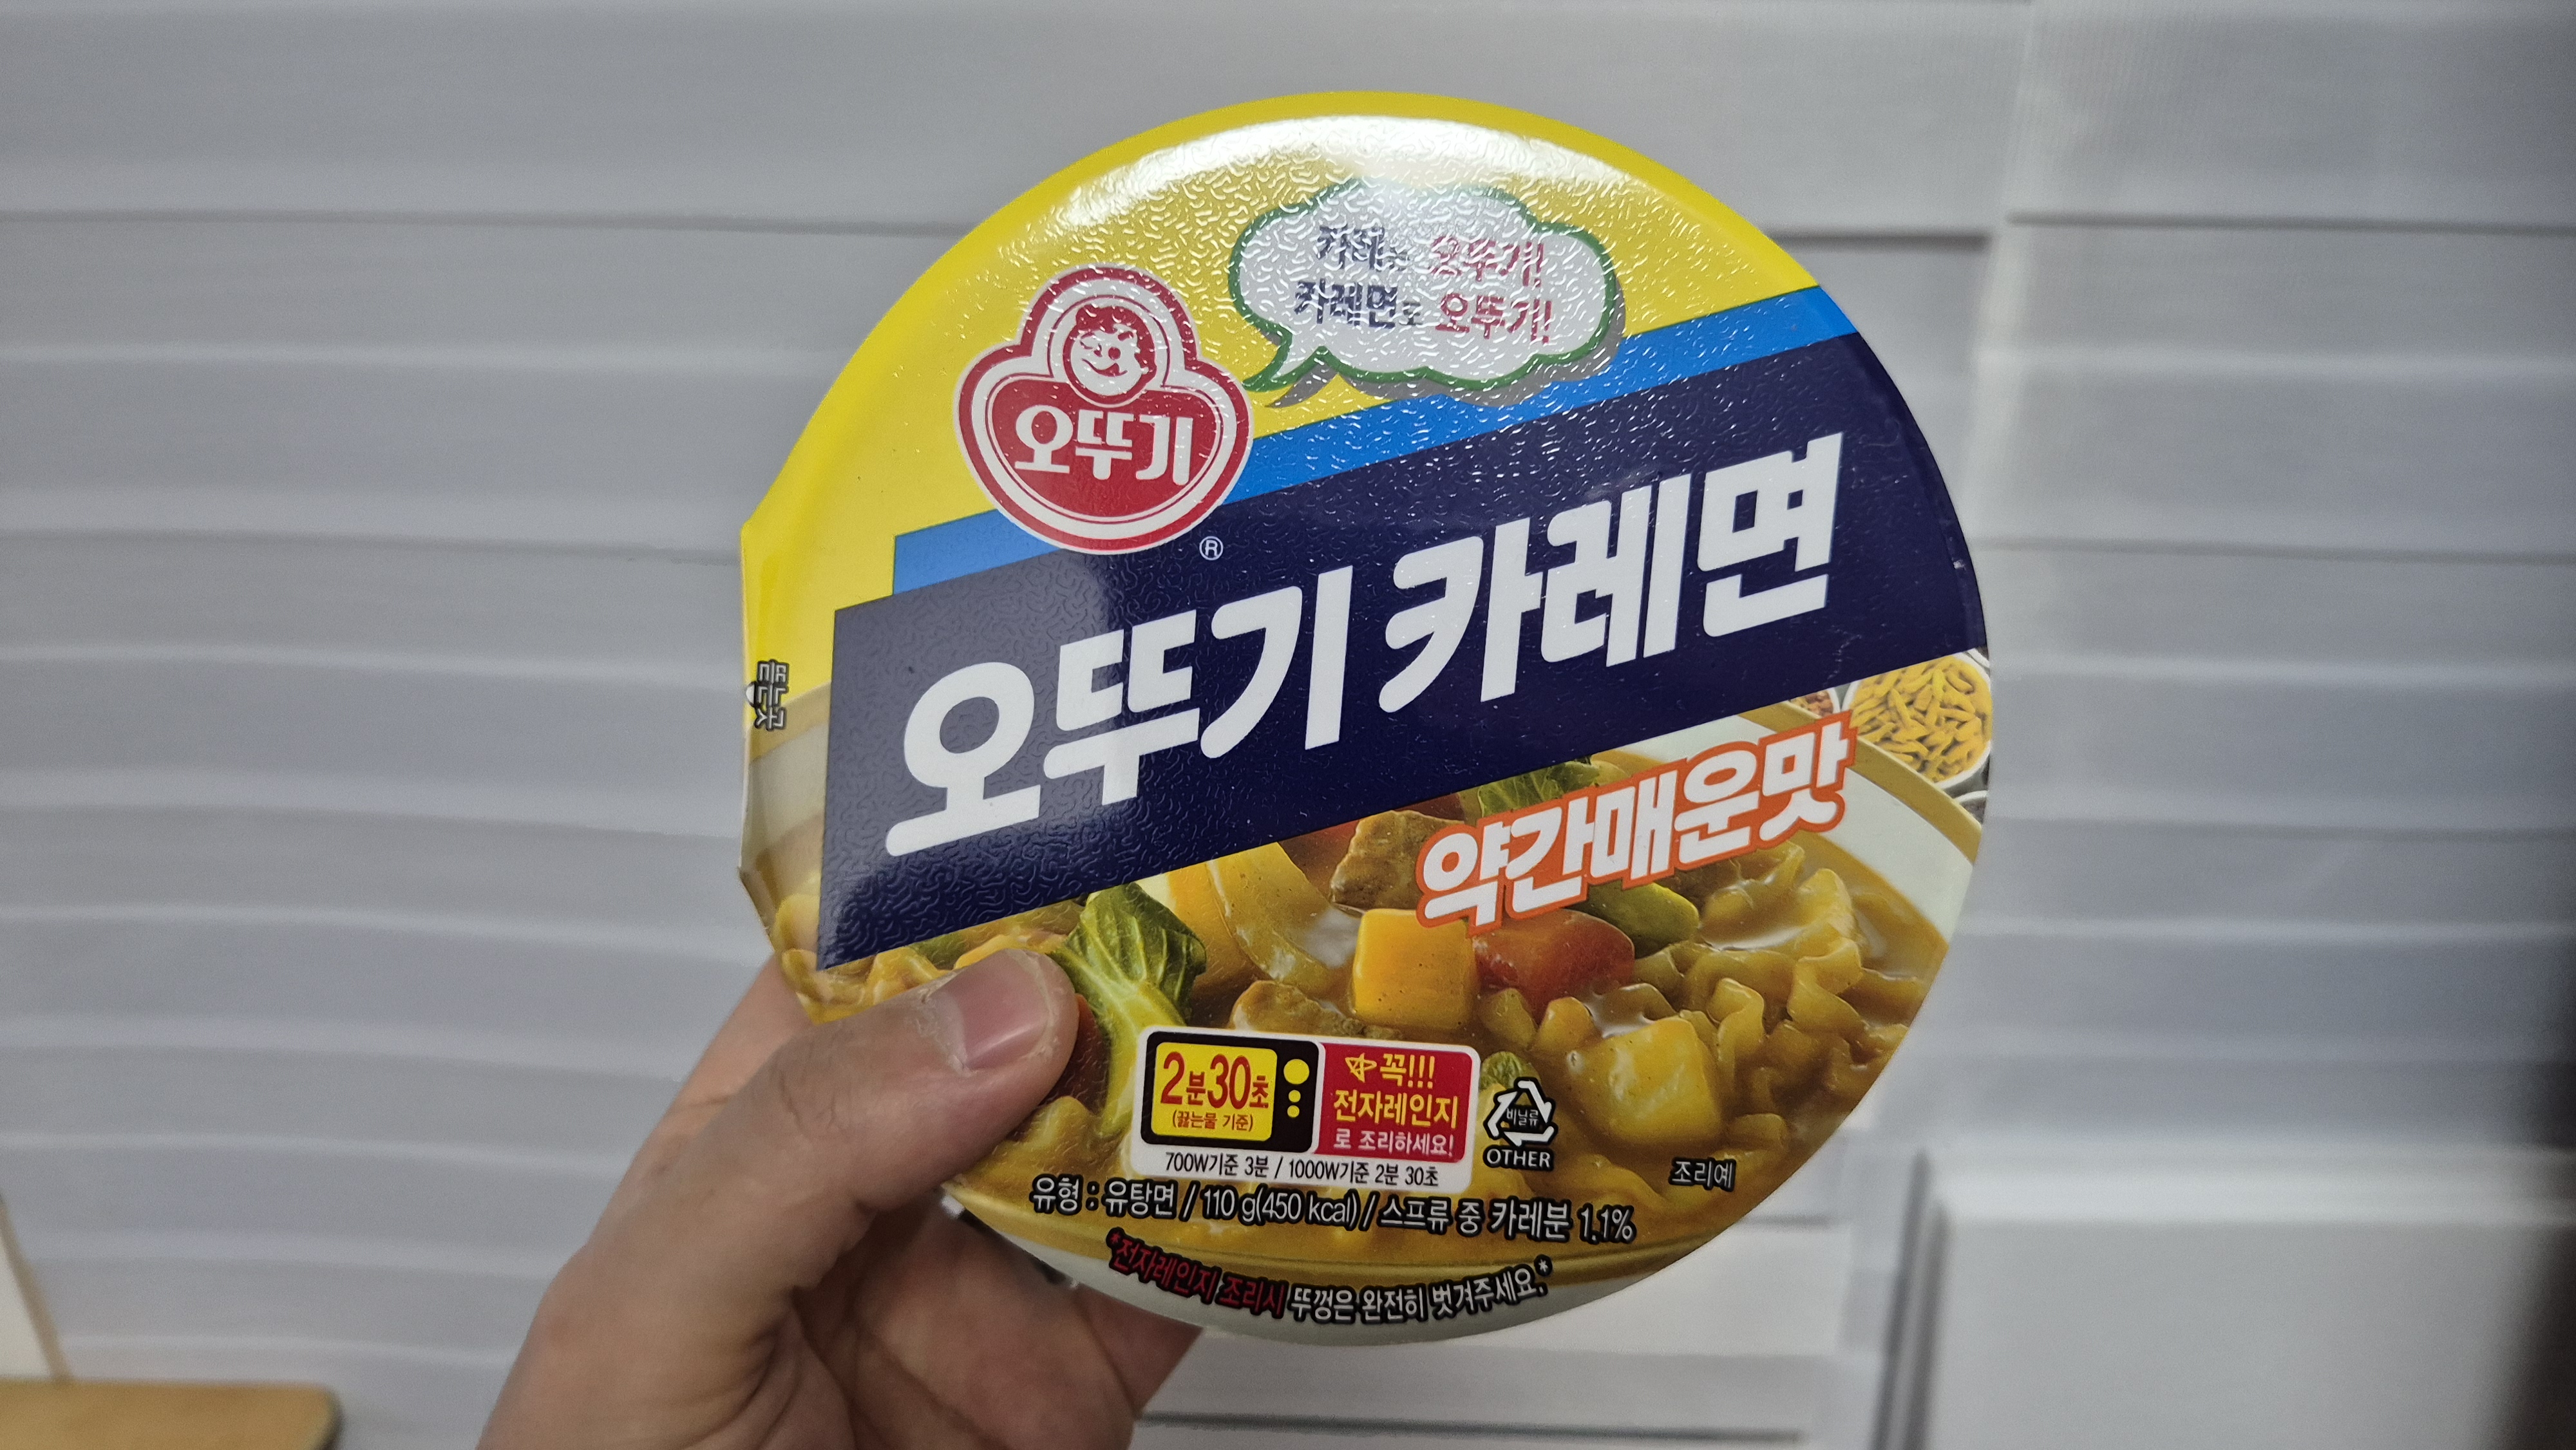 카레는 오뚜기!
카레면도 오뚜기!
오뚜기
®
오뚜기 카레면
뜯는곳
약간매운맛
2분30초
(끓는물 기준)
꼭!!!
전자레인지
로 조리하세요!
700W기준 3분 / 1000W기준 2분 30초
비닐류
OTHER
조리예
유형 : 유탕면 / 110 g(450 kcal) / 스프류 중 카레분 1.1%
*전자레인지 조리시 뚜껑은 완전히 벗겨주세요.*